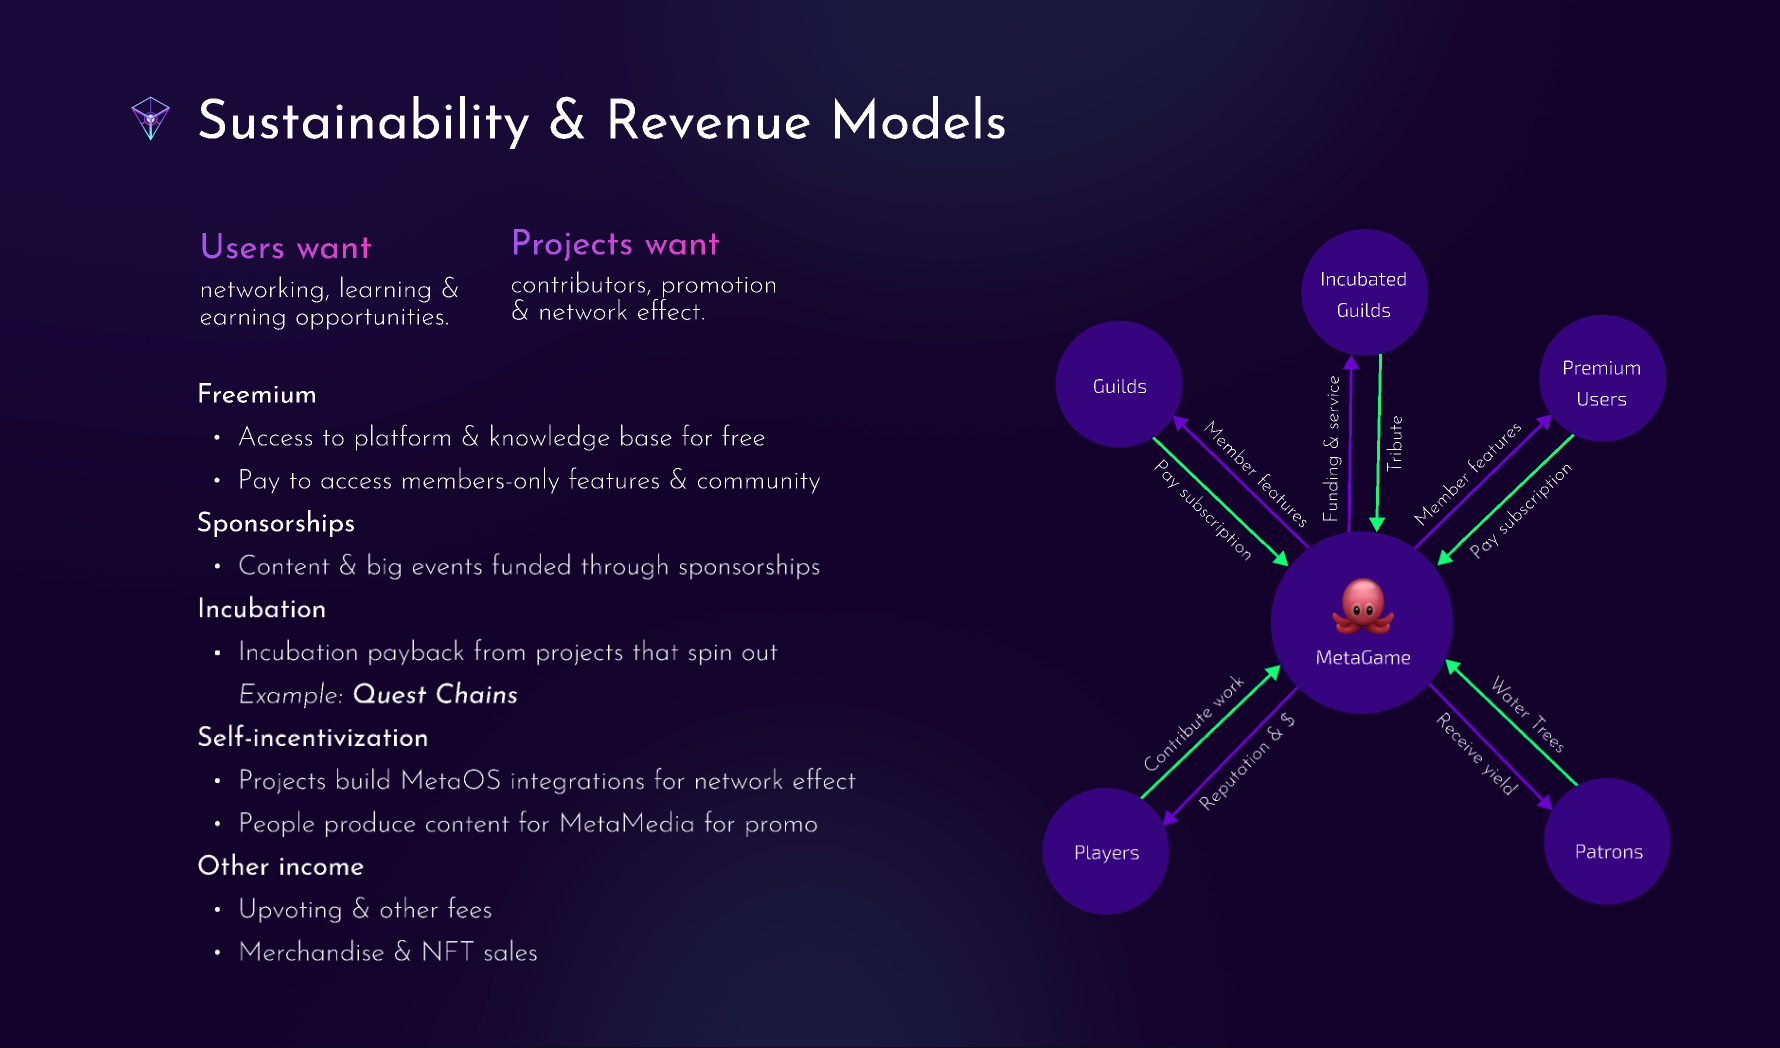 Sustainability & Revenue Models
Users want
networking, learning &
earning opportunities.
Projects want
contributors, promotion
& network effect.
Freemium
• Access to platform & knowledge base for free
• Pay to access members-only features & community
Sponsorships
• Content & big events funded through sponsorships
Incubation
• Incubation payback from projects that spin out
Example: Quest Chains
Self-incentivization
• Projects build MetaOS integrations for network effect
• People produce content for MetaMedia for promo
Other income
• Upvoting & other fees
• Merchandise & NFT sales
Incubated
Guilds
Guilds
Premium
Users
Member features
Pay subscription
Funding & service
Tribute
Member features
Pay subscription
MetaGame
Contribute work
Reputation & $
Water Trees
Receive yield
Players
Patrons